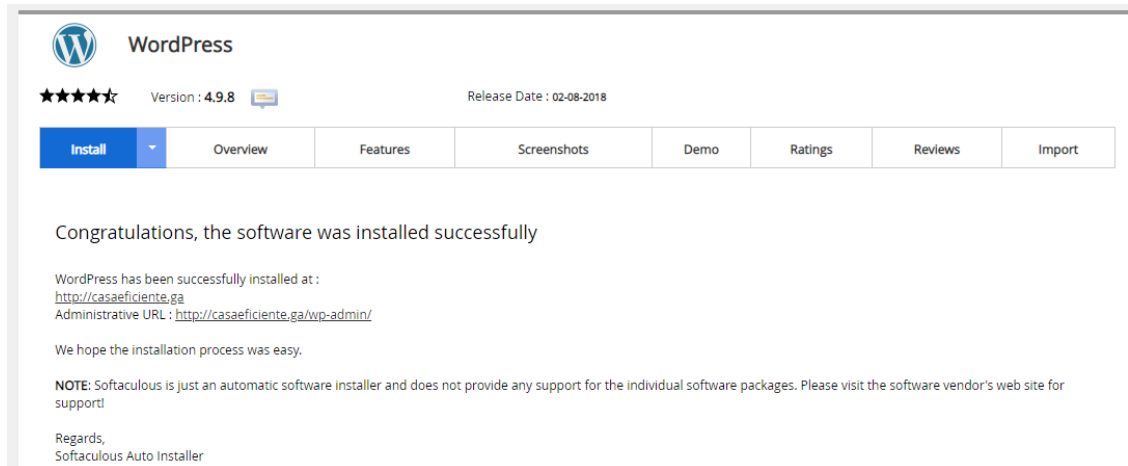 WordPress
Version : 4.9.8
Release Date : 02-08-2018
Install
Overview
Features
Screenshots
Demo
Ratings
Reviews
Import
Congratulations, the software was installed successfully
WordPress has been successfully installed at :
http://casaeficiente.ga
Administrative URL : http://casaeficiente.ga/wp-admin/
We hope the installation process was easy.
NOTE: Softaculous is just an automatic software installer and does not provide any support for the individual software packages. Please visit the software vendor's web site for
support!
Regards,
Softaculous Auto Installer